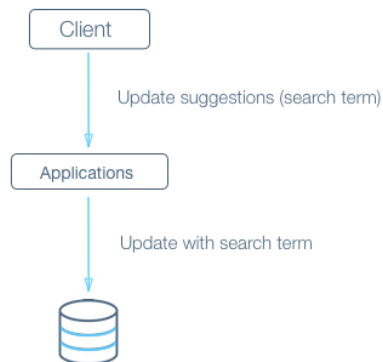 Client
Update suggestions (search term)
Applications
Update with search term